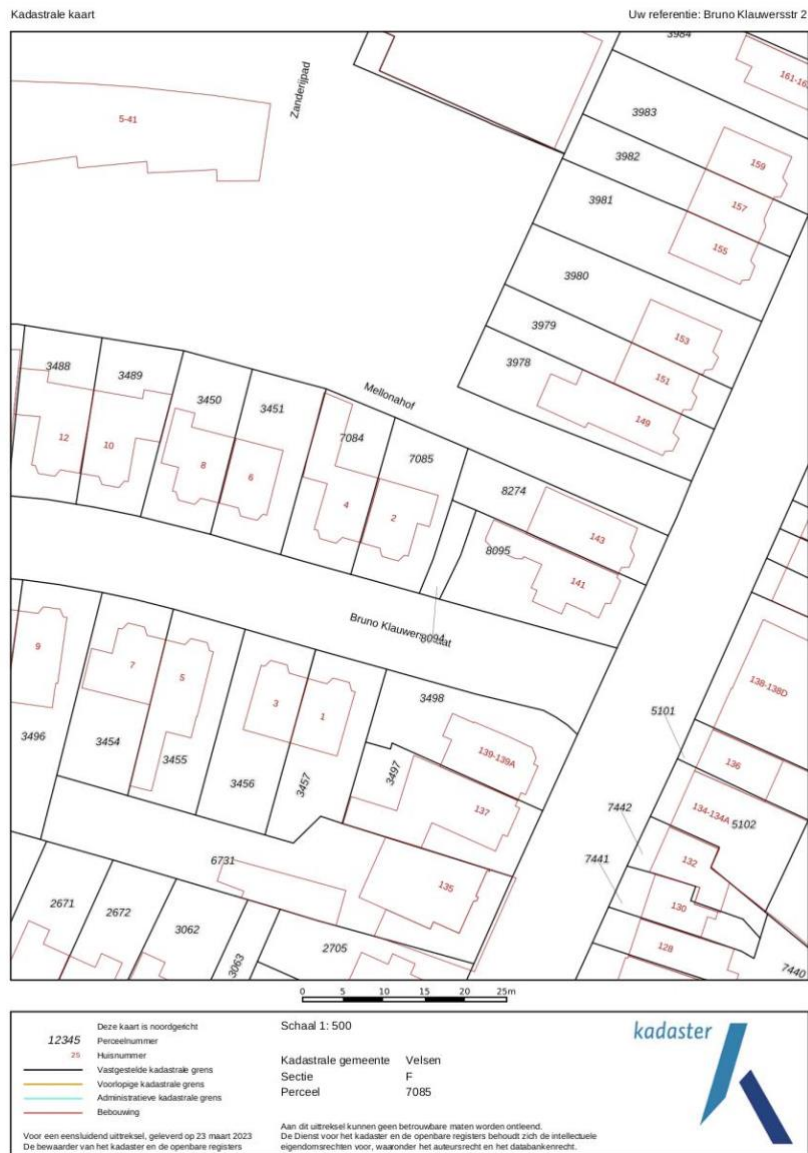 Kadastrale kaart
Uw referentie: Bruno Klauwersstr 2
3984
161-16
Zanderijpad
5-41
3983
159
3982
157
3981
155
3980
153
3979
151
3978
149
3488
3489
3450
3451
Mellonahof
7084
7085
12
10
8
6
4
2
8274
143
8095
141
Bruno Klauwersstraat
8094
9
7
5
3
1
3498
139-139A
138-138D
3496
3454
3455
3456
3457
3497
137
5101
136
134-134A
5102
7442
132
7441
130
128
7440
6731
135
2671
2672
3062
3063
2705
0 5 10 15 20 25m
Deze kaart is noordgericht
12345 Perceelnummer
25 Huisnummer
Vastgestelde kadastrale grens
Voorlopige kadastrale grens
Administratieve kadastrale grens
Bebouwing
Voor een eensluidend uittreksel, geleverd op 23 maart 2023
De bewaarder van het kadaster en de openbare registers
Schaal 1: 500
Kadastrale gemeente Velsen
Sectie F
Perceel 7085
Aan dit uittreksel kunnen geen betrouwbare maten worden ontleend.
De Dienst voor het kadaster en de openbare registers behoudt zich de intellectuele
eigendomsrechten voor, waaronder het auteursrecht en het databankenrecht.
kadaster